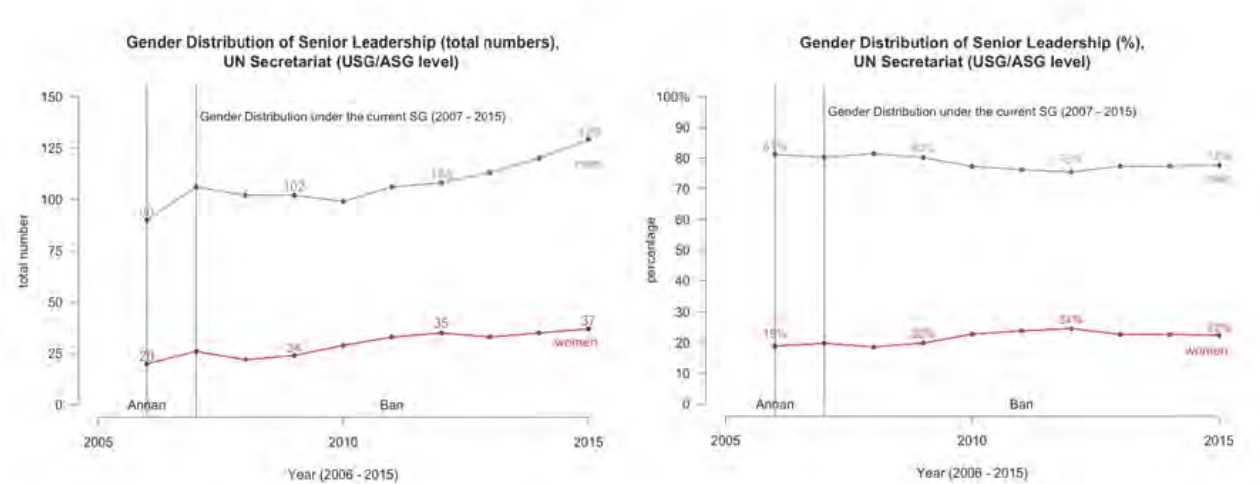 Gender Distribution of Senior Leadership (total numbers),
UN Secretariat (USG/ASG level)
150
125
100
75
50
25
0
total number
Gender Distribution under the current SG (2007 - 2015)
102
men
20
35
37
women
Annan
Ban
2005
2010
2015
Year (2006 - 2015)
Gender Distribution of Senior Leadership (%),
UN Secretariat (USG/ASG level)
100%
90
80
70
60
50
40
30
20
10
0
percentage
Gender Distribution under the current SG (2007 - 2015)
19%
24%
22%
women
Annan
Ban
2005
2010
2015
Year (2006 - 2015)